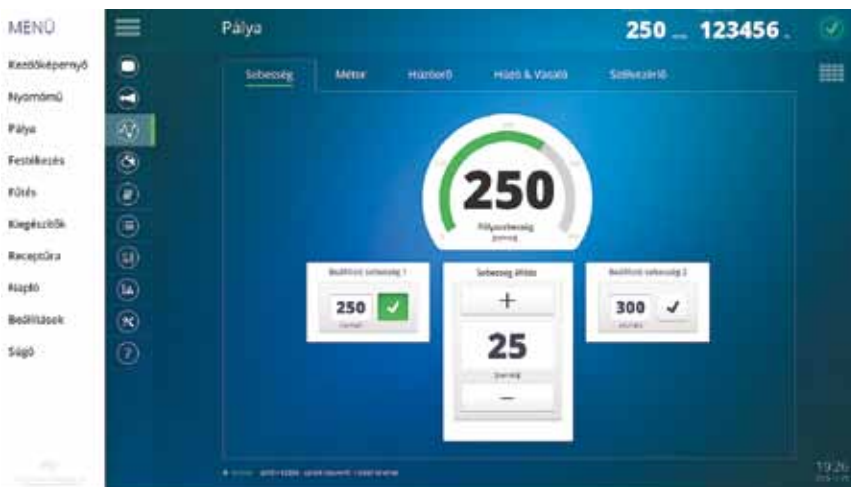 MENÜ
Kezdőképernyő
Nyomómű
Pálya
Festékezés
Fűtés
Kiegészítők
Receptúra
Napló
Beállítások
Súgó
Pálya
250
123456
Sebesség Méter Húzóerő Húzó & Vasaló Szélvezérlő
250
Pályasebesség
Beállított sebesség 1
250
Sebesség állítás
+
25
−
Beállított sebesség 2
300
19:26